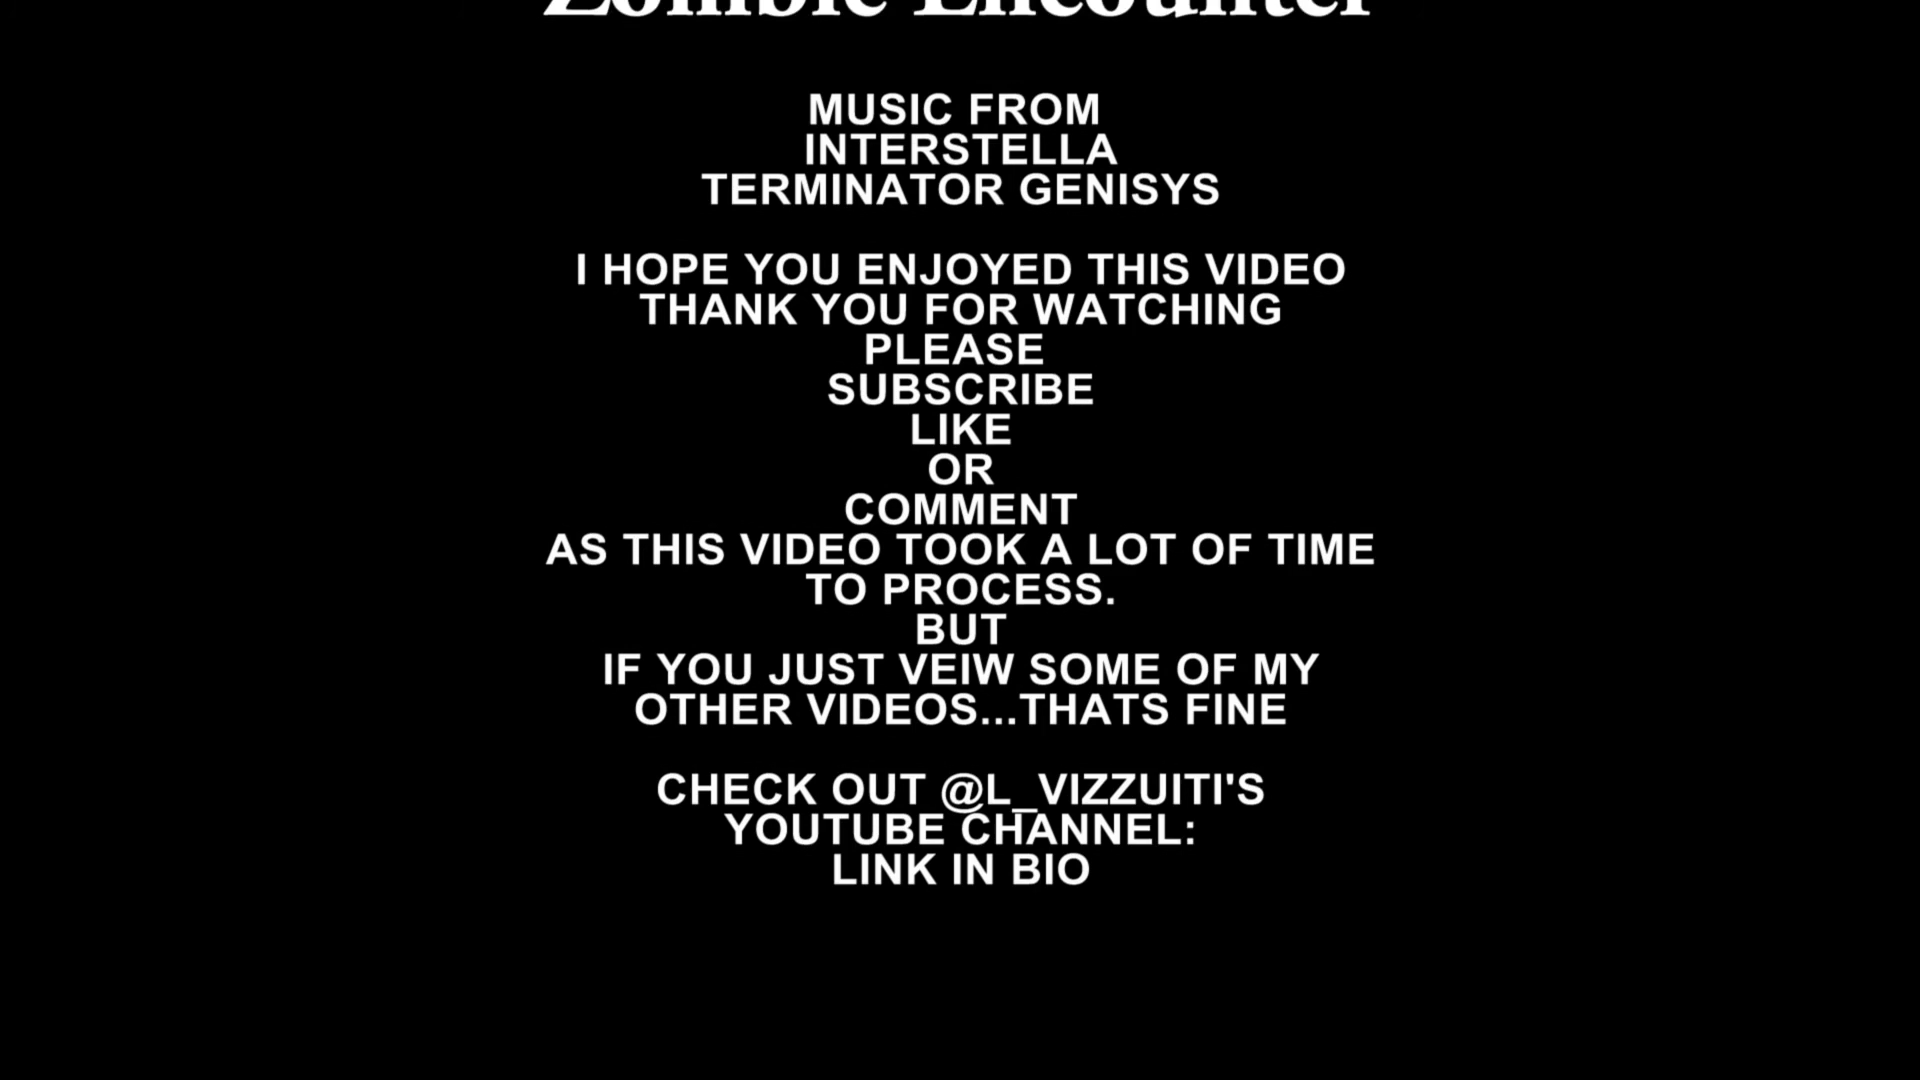 Zombie Encounter
MUSIC FROM
INTERSTELLA
TERMINATOR GENISYS
I HOPE YOU ENJOYED THIS VIDEO
THANK YOU FOR WATCHING
PLEASE
SUBSCRIBE
LIKE
OR
COMMENT
AS THIS VIDEO TOOK A LOT OF TIME
TO PROCESS.
BUT
IF YOU JUST VEIW SOME OF MY
OTHER VIDEOS...THATS FINE
CHECK OUT @L_VIZZUITI'S
YOUTUBE CHANNEL:
LINK IN BIO